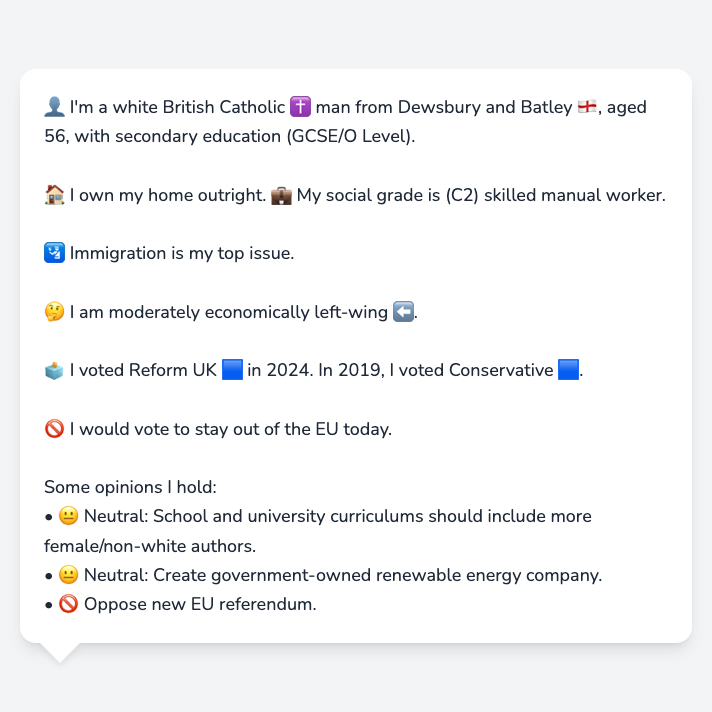 👤 I'm a white British Catholic ✝️ man from Dewsbury and Batley 🏴󠁧󠁢󠁥󠁮󠁧󠁿, aged
56, with secondary education (GCSE/O Level).
🏠 I own my home outright. 💼 My social grade is (C2) skilled manual worker.
🛂 Immigration is my top issue.
🤔 I am moderately economically left-wing ⬅️.
🗳️ I voted Reform UK 🟦 in 2024. In 2019, I voted Conservative 🟦.
🚫 I would vote to stay out of the EU today.
Some opinions I hold:
• 😐 Neutral: School and university curriculums should include more
female/non-white authors.
• 😐 Neutral: Create government-owned renewable energy company.
• 🚫 Oppose new EU referendum.